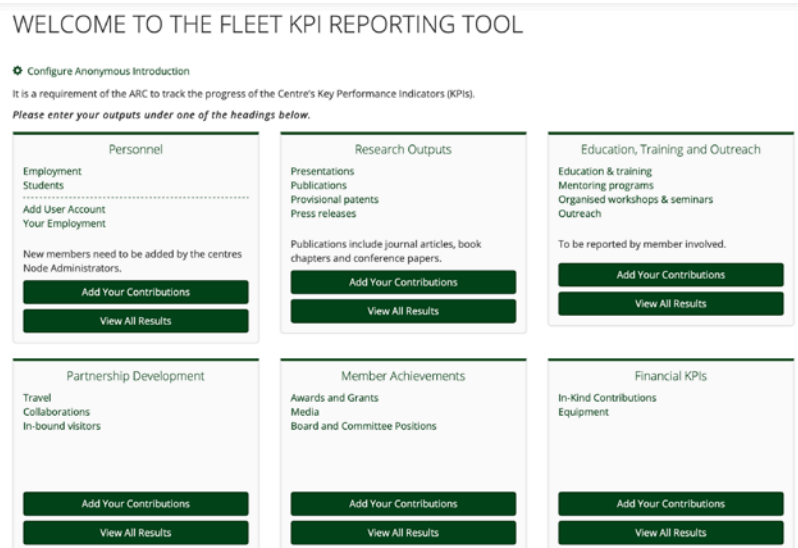 WELCOME TO THE FLEET KPI REPORTING TOOL
Configure Anonymous Introduction
It is a requirement of the ARC to track the progress of the Centre's Key Performance Indicators (KPIs).
Please enter your outputs under one of the headings below.
Personnel
Employment
Students
Add User Account
Your Employment
New members need to be added by the centres
Node Administrators.
Add Your Contributions
View All Results
Research Outputs
Presentations
Publications
Provisional patents
Press releases
Publications include journal articles, book
chapters and conference papers.
Add Your Contributions
View All Results
Education, Training and Outreach
Education & training
Mentoring programs
Organised workshops & seminars
Outreach
To be reported by member involved.
Add Your Contributions
View All Results
Partnership Development
Travel
Collaborations
In-bound visitors
Add Your Contributions
View All Results
Member Achievements
Awards and Grants
Media
Board and Committee Positions
Add Your Contributions
View All Results
Financial KPIs
In-Kind Contributions
Equipment
Add Your Contributions
View All Results